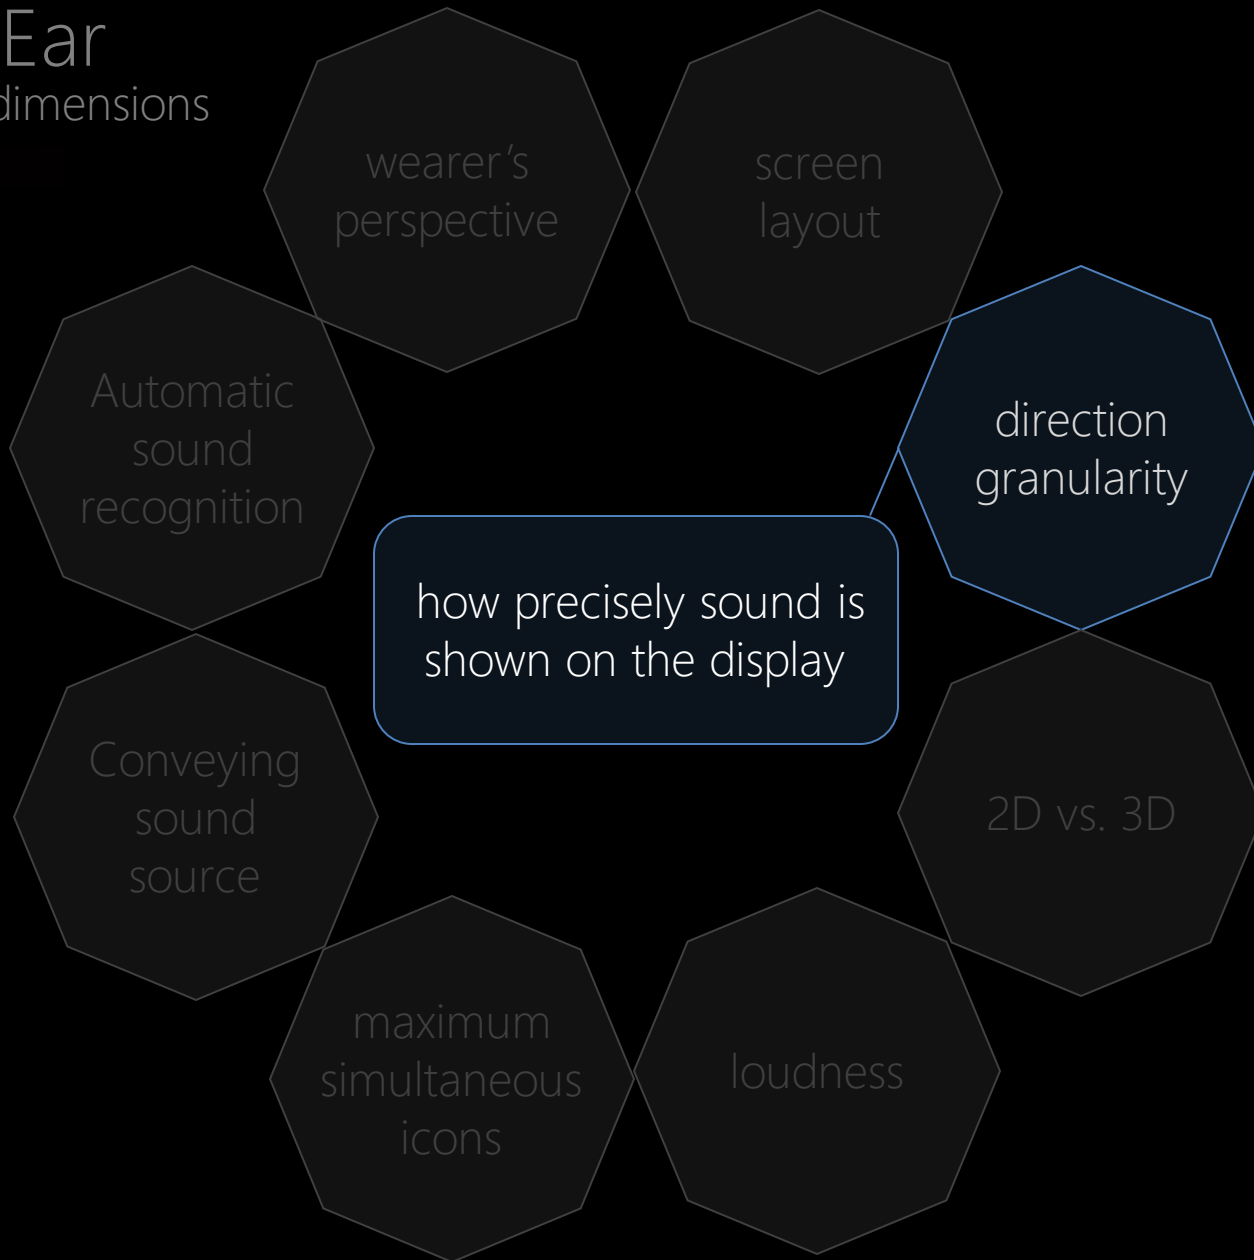 Ear
dimensions
wearer's
perspective
screen
layout
direction
granularity
Automatic
sound
recognition
how precisely sound is
shown on the display
Conveying
sound
source
2D vs. 3D
maximum
simultaneous
icons
loudness